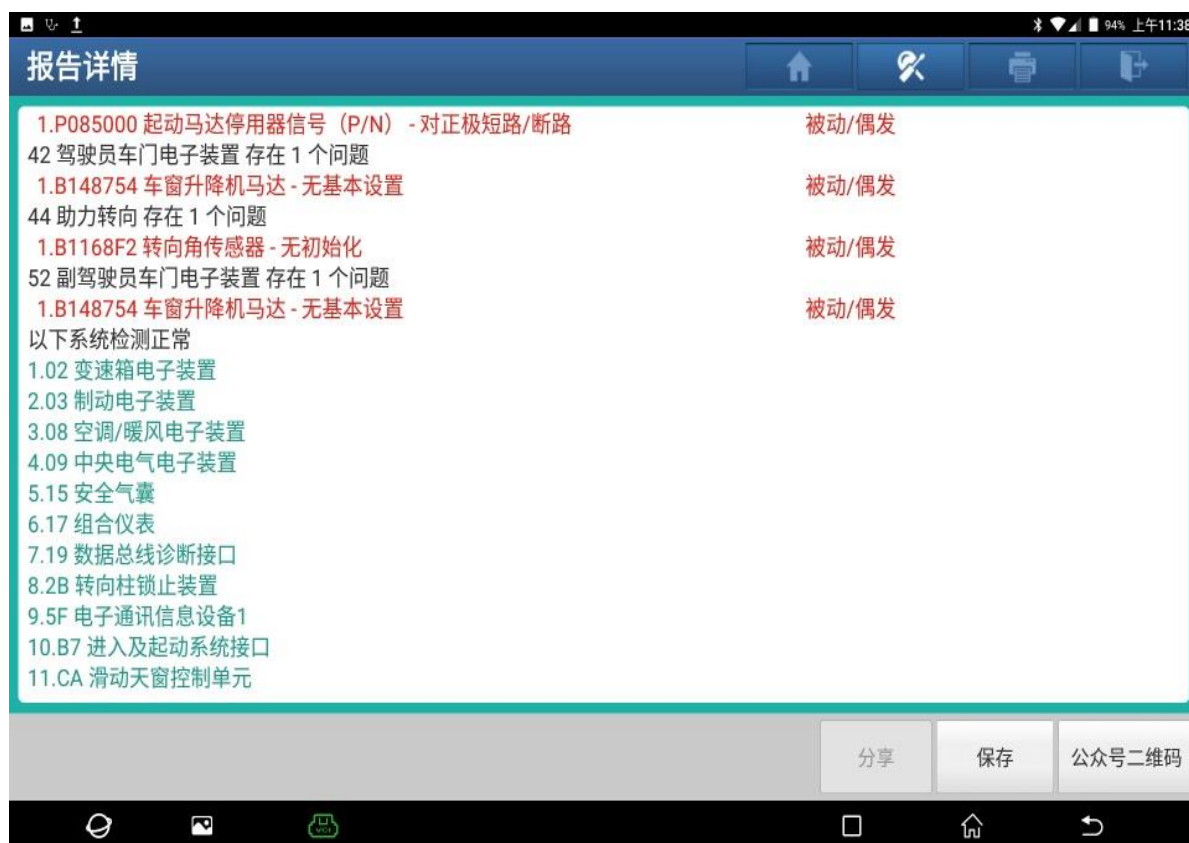 94% 上午11:38
报告详情
1.P085000 起动马达停用器信号（P/N） - 对正极短路/断路 被动/偶发
42 驾驶员车门电子装置 存在 1 个问题
1.B148754 车窗升降机马达 - 无基本设置 被动/偶发
44 助力转向 存在 1 个问题
1.B1168F2 转向角传感器 - 无初始化 被动/偶发
52 副驾驶员车门电子装置 存在 1 个问题
1.B148754 车窗升降机马达 - 无基本设置 被动/偶发
以下系统检测正常
1.02 变速箱电子装置
2.03 制动电子装置
3.08 空调/暖风电子装置
4.09 中央电气电子装置
5.15 安全气囊
6.17 组合仪表
7.19 数据总线诊断接口
8.2B 转向柱锁止装置
9.5F 电子通讯信息设备1
10.B7 进入及起动系统接口
11.CA 滑动天窗控制单元
分享 保存 公众号二维码
VCI